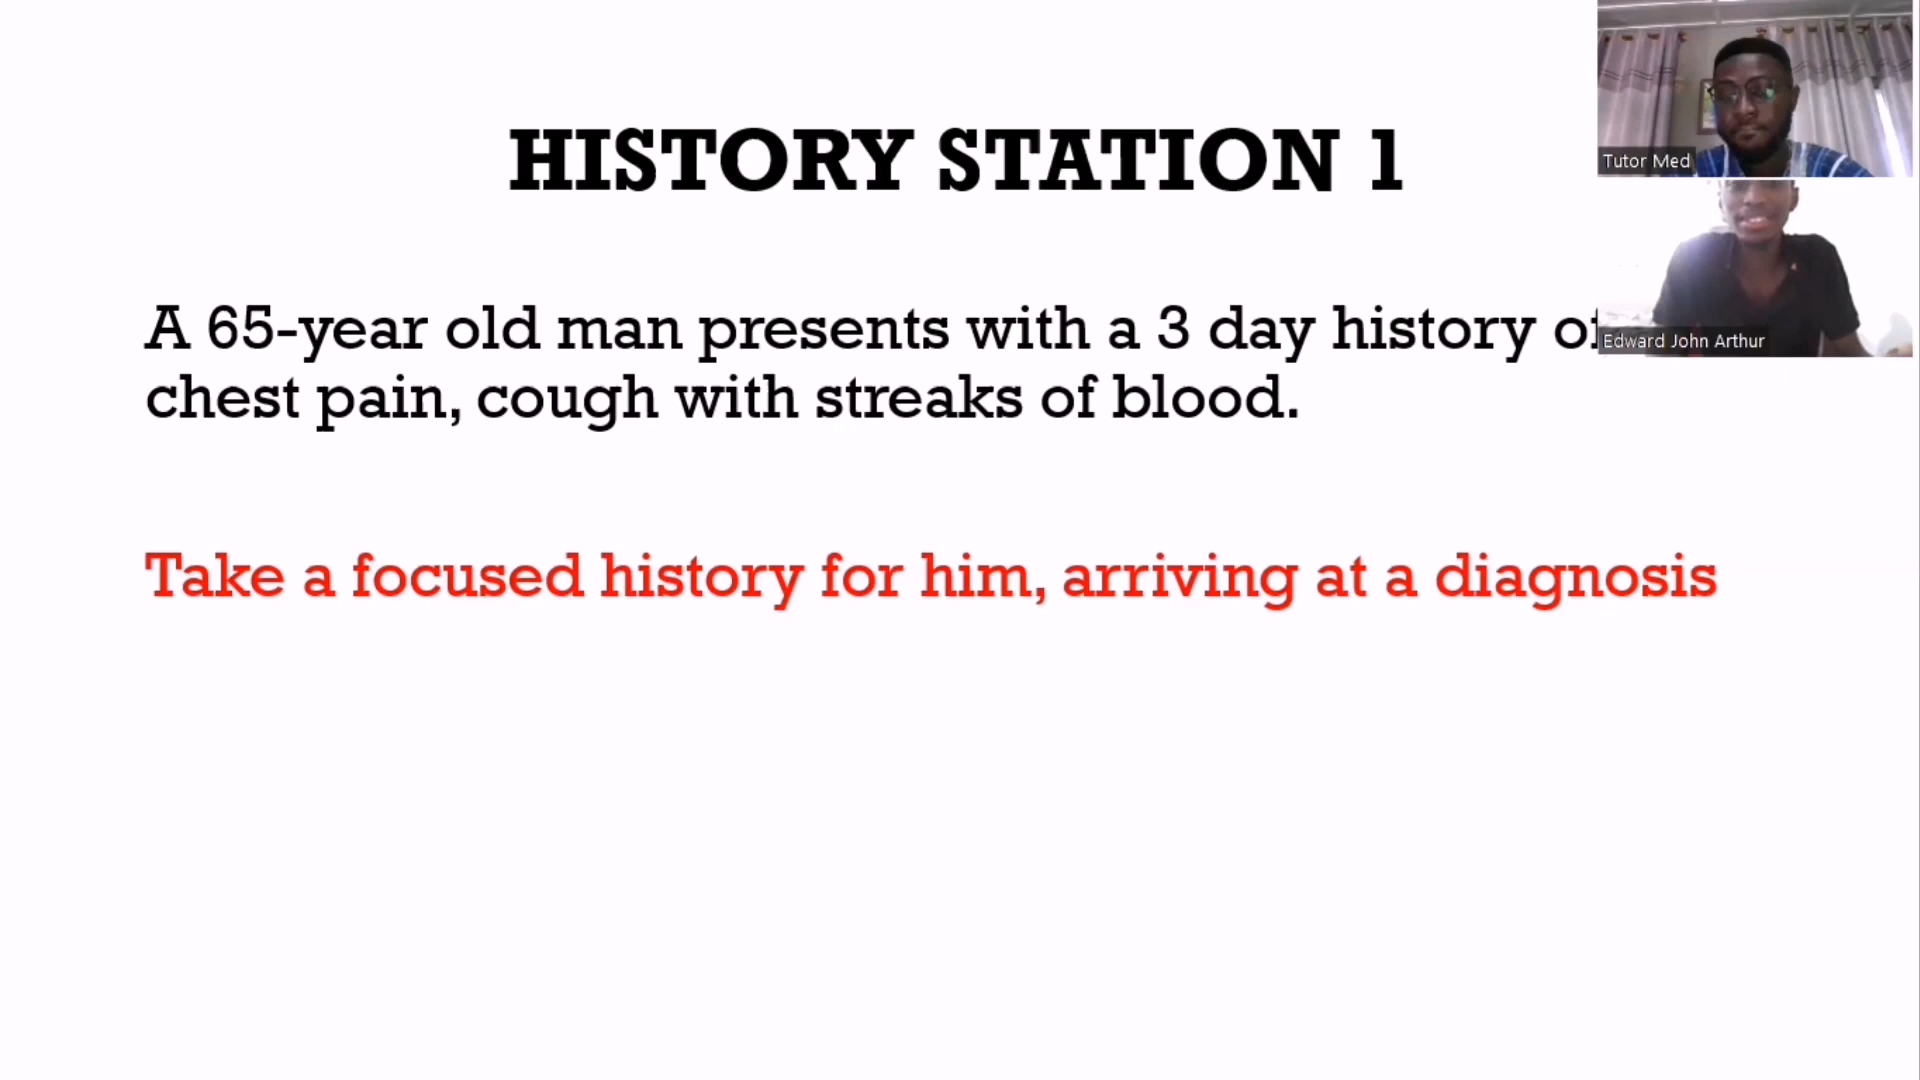 HISTORY STATION 1
Tutor Med
Edward John Arthur
A 65-year old man presents with a 3 day history of
chest pain, cough with streaks of blood.
Take a focused history for him, arriving at a diagnosis